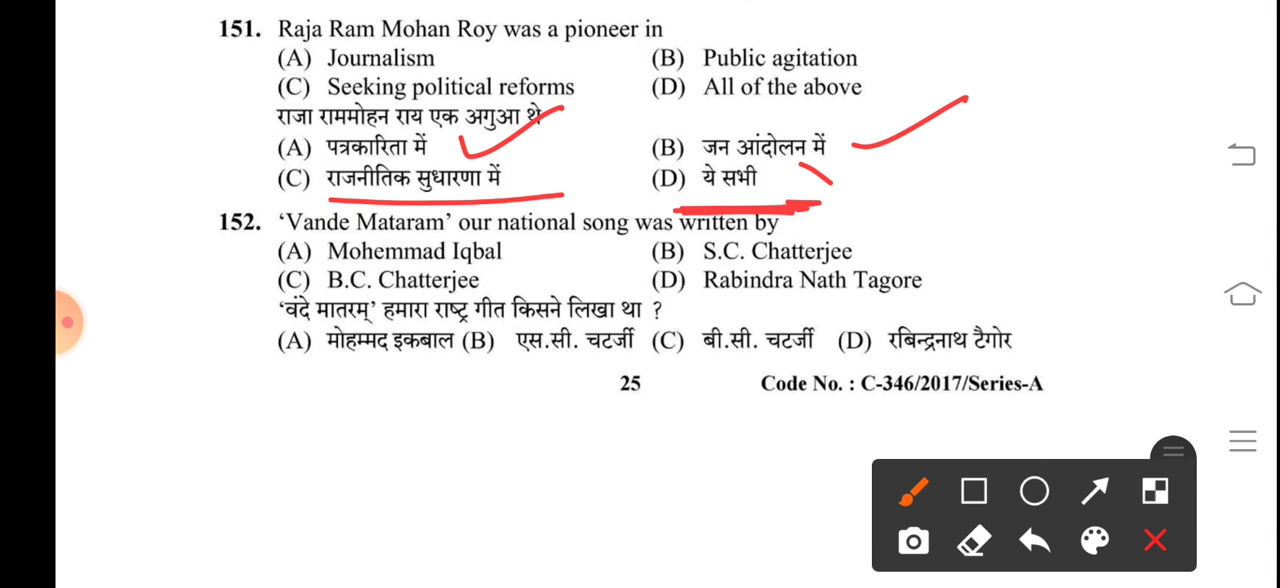 151. Raja Ram Mohan Roy was a pioneer in
(A) Journalism (B) Public agitation
(C) Seeking political reforms (D) All of the above
राजा राममोहन राय एक अगुआ थे
(A) पत्रकारिता में (B) जन आंदोलन में
(C) राजनीतिक सुधारणा में (D) ये सभी
152. ‘Vande Mataram’ our national song was written by
(A) Mohemmad Iqbal (B) S.C. Chatterjee
(C) B.C. Chatterjee (D) Rabindra Nath Tagore
‘वंदे मातरम्’ हमारा राष्ट्र गीत किसने लिखा था ?
(A) मोहम्मद इकबाल (B) एस.सी. चटर्जी (C) बी.सी. चटर्जी (D) रबिन्द्रनाथ टैगोर
25 Code No. : C-346/2017/Series-A